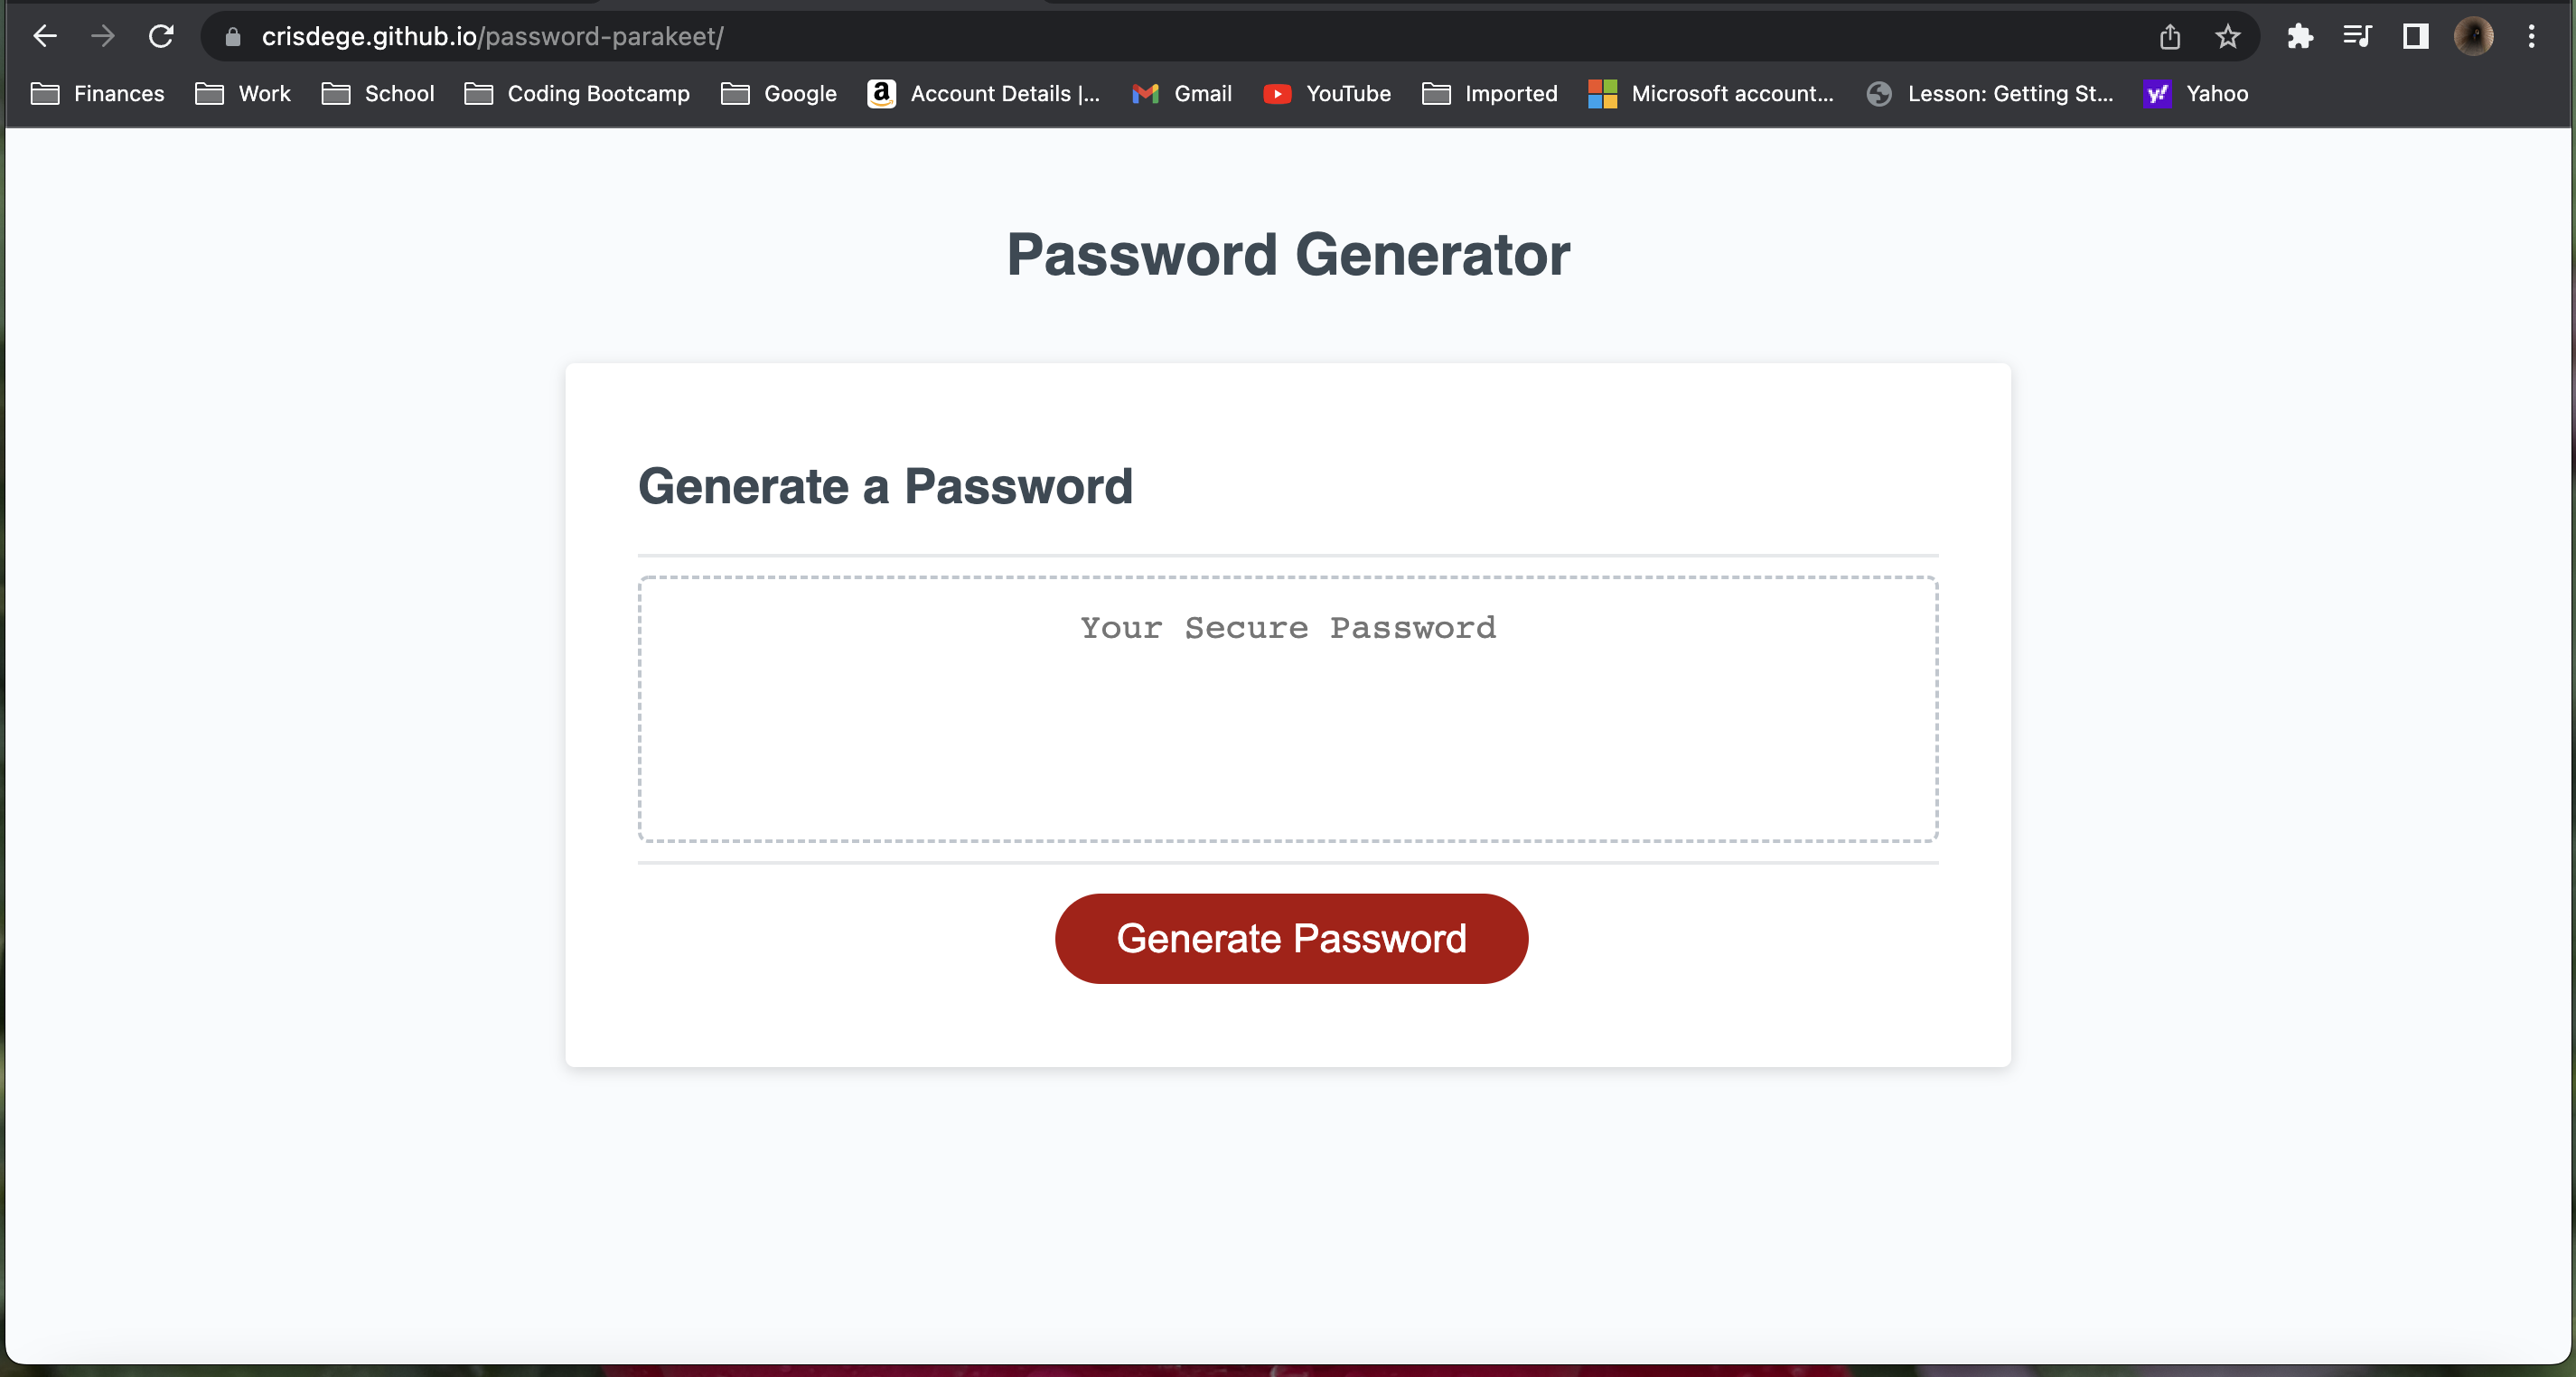 crisdege.github.io/password-parakeet/
Finances Work School Coding Bootcamp Google Account Details |... Gmail YouTube Imported Microsoft account... Lesson: Getting St... Yahoo
Password Generator
Generate a Password
Your Secure Password
Generate Password